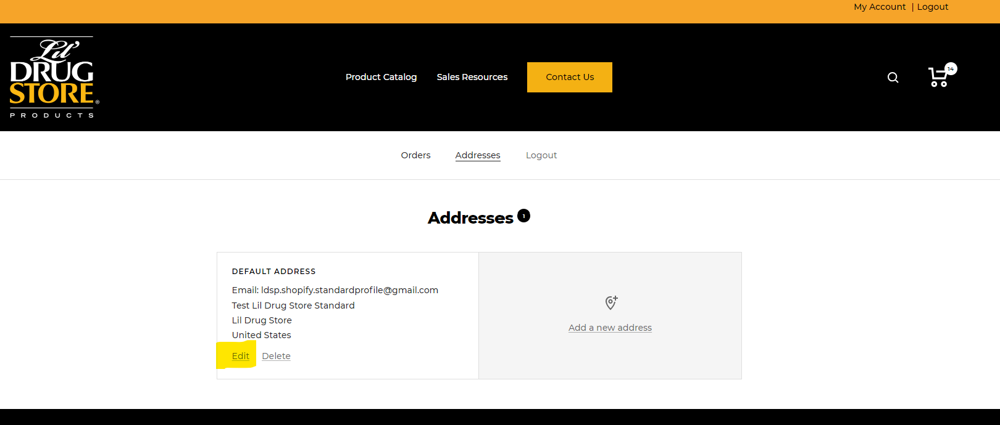 My Account | Logout
Lil'
DRUG
STORE®
PRODUCTS
Product Catalog
Sales Resources
Contact Us
14
Orders
Addresses
Logout
Addresses 1
DEFAULT ADDRESS
Email: ldsp.shopify.standardprofile@gmail.com
Test Lil Drug Store Standard
Lil Drug Store
United States
Edit
Delete
Add a new address